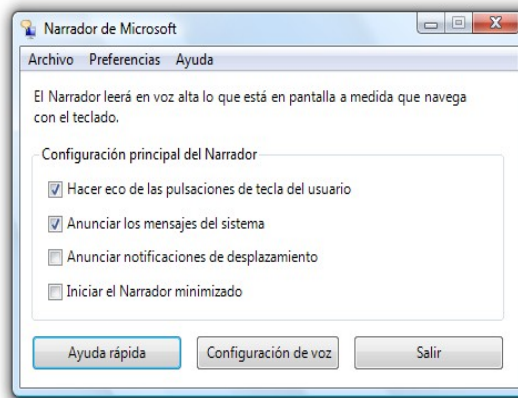 Narrador de Microsoft
Archivo Preferencias Ayuda
El Narrador leerá en voz alta lo que está en pantalla a medida que navega
con el teclado.
Configuración principal del Narrador
Hacer eco de las pulsaciones de tecla del usuario
Anunciar los mensajes del sistema
Anunciar notificaciones de desplazamiento
Iniciar el Narrador minimizado
Ayuda rápida Configuración de voz Salir